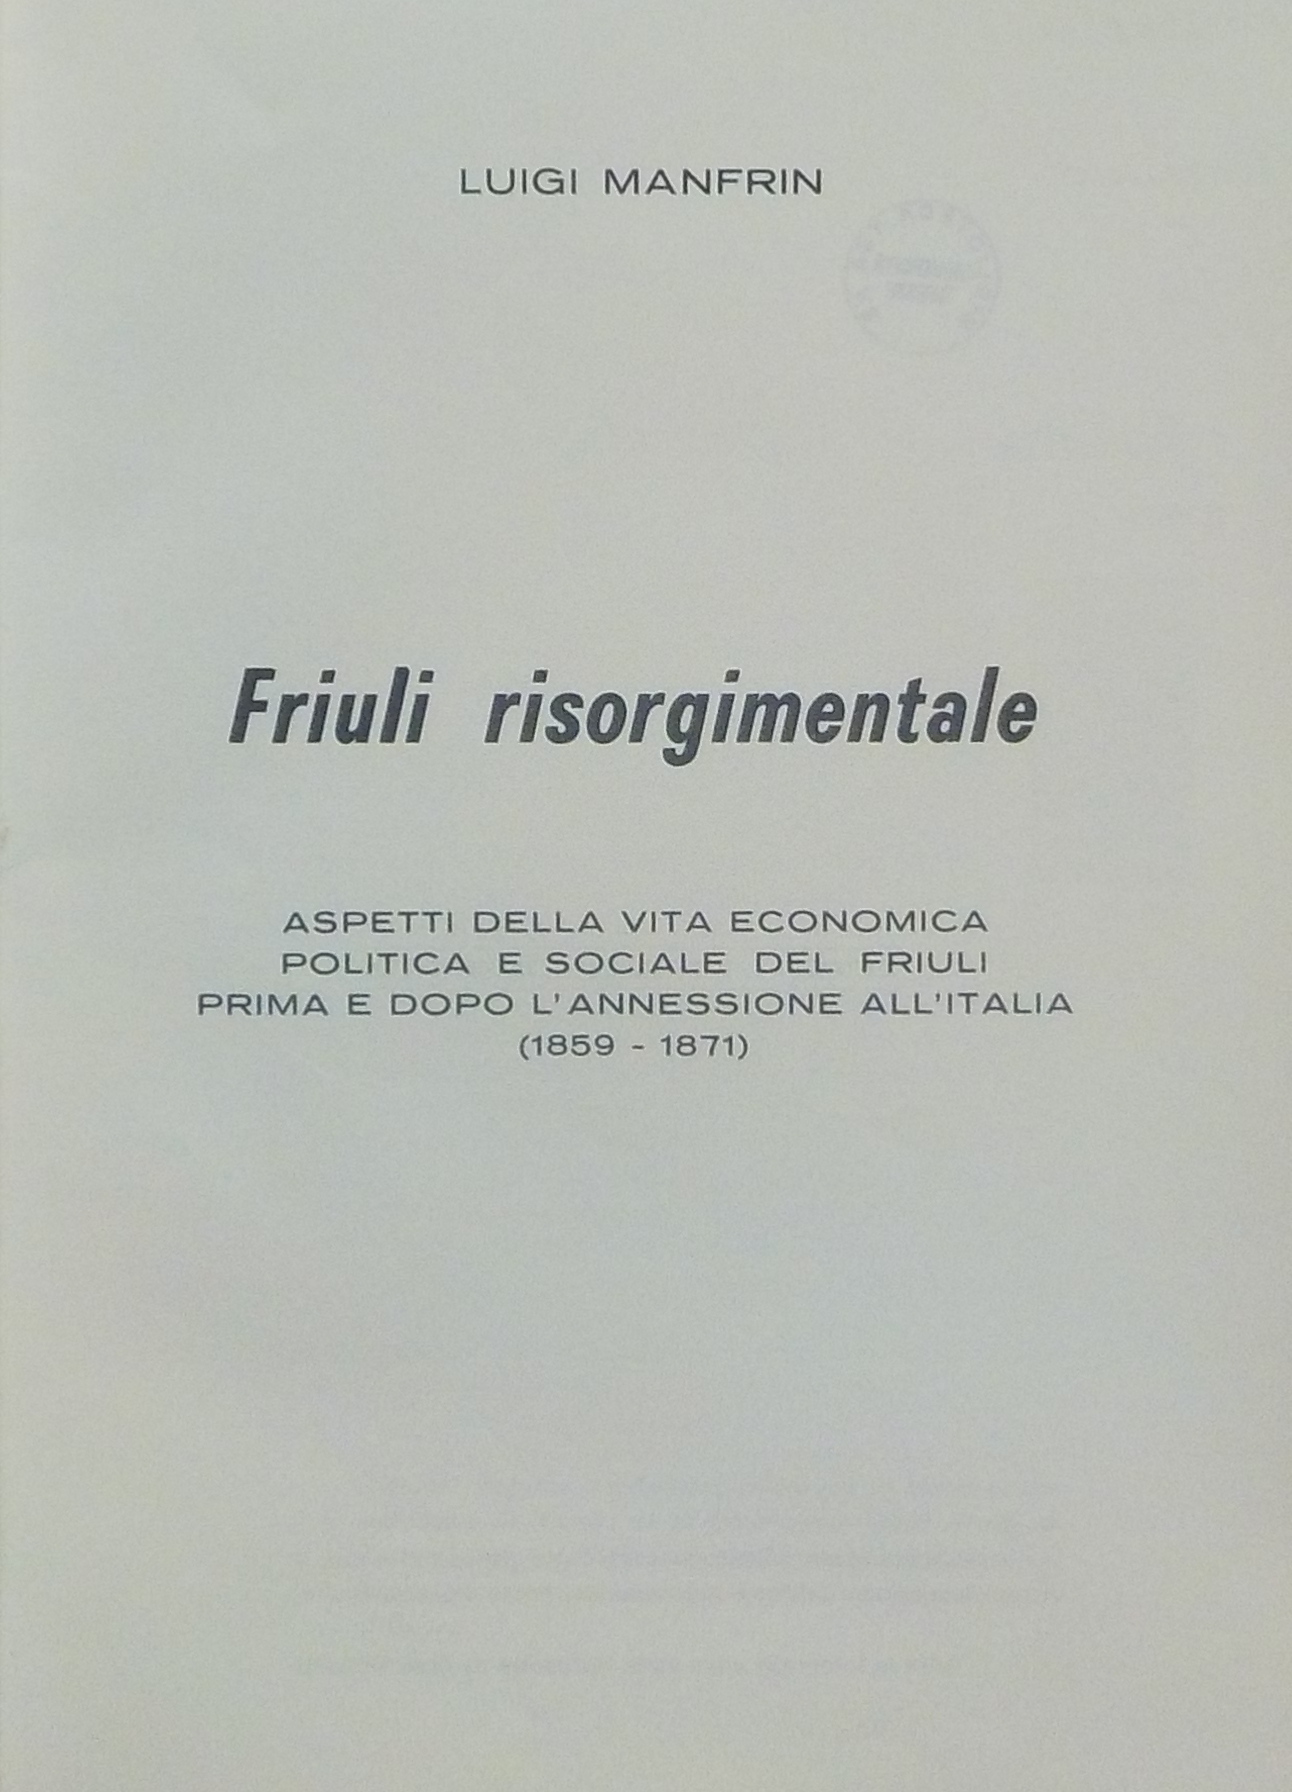 LUIGI MANFRIN
Friuli risorgimentale
ASPETTI DELLA VITA ECONOMICA
POLITICA E SOCIALE DEL FRIULI
PRIMA E DOPO L'ANNESSIONE ALL'ITALIA
(1859 - 1871)